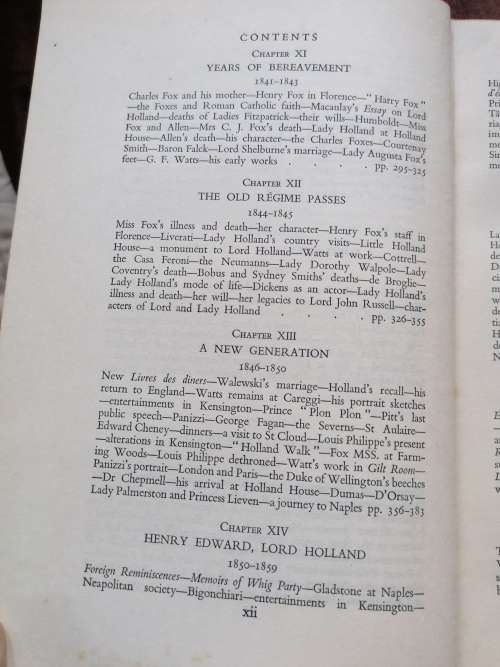 CONTENTS
CHAPTER XI
YEARS OF BEREAVEMENT
1841–1843
Charles Fox and his mother—Henry Fox in Florence—“Harry Fox”
—the Foxes and Roman Catholic faith—Macaulay's Essay on Lord
Holland—deaths of Ladies Fitzpatrick—their wills—Humboldt—Miss
Fox and Allen—Mrs C. J. Fox's death—Lady Holland at Holland
House—Allen's death—his character—the Charles Foxes—Courtenay
Smith—Baron Falck—Lord Shelburne's marriage—Lady Augusta Fox's
feet—G. F. Watts—his early works . . . . pp. 295–325
CHAPTER XII
THE OLD RÉGIME PASSES
1844–1845
Miss Fox's illness and death—her character—Henry Fox's staff in
Florence—Liverati—Lady Holland's country visits—Little Holland
House—a monument to Lord Holland—Watts at work—Cottrell—
the Casa Feroni—the Neumanns—Lady Dorothy Walpole—Lady
Coventry's death—Bobus and Sydney Smiths' deaths—de Broglie—
Lady Holland's mode of life—Dickens as an actor—Lady Holland's
illness and death—her will—her legacies to Lord John Russell—char-
acters of Lord and Lady Holland . . . . pp. 326–355
CHAPTER XIII
A NEW GENERATION
1846–1850
New Livres des diners—Walewski's marriage—Holland's recall—his
return to England—Watts remains at Careggi—his portrait sketches
—entertainments in Kensington—Prince “Plon Plon”—Pitt's last
public speech—Panizzi—George Fagan—the Severns—St Aulaire—
Edward Cheney—dinners—a visit to St Cloud—Louis Philippe's present
—alterations in Kensington—“Holland Walk”—Fox MSS. at Farm-
ing Woods—Louis Philippe dethroned—Watt's work in Gilt Room—
Panizzi's portrait—London and Paris—the Duke of Wellington's beeches
—Dr Chepmell—his arrival at Holland House—Dumas—D'Orsay—
Lady Palmerston and Princess Lieven—a journey to Naples pp. 356–383
CHAPTER XIV
HENRY EDWARD, LORD HOLLAND
1850–1859
Foreign Reminiscences—Memoirs of Whig Party—Gladstone at Naples—
Neapolitan society—Bigonchiari—entertainments in Kensington—
xii